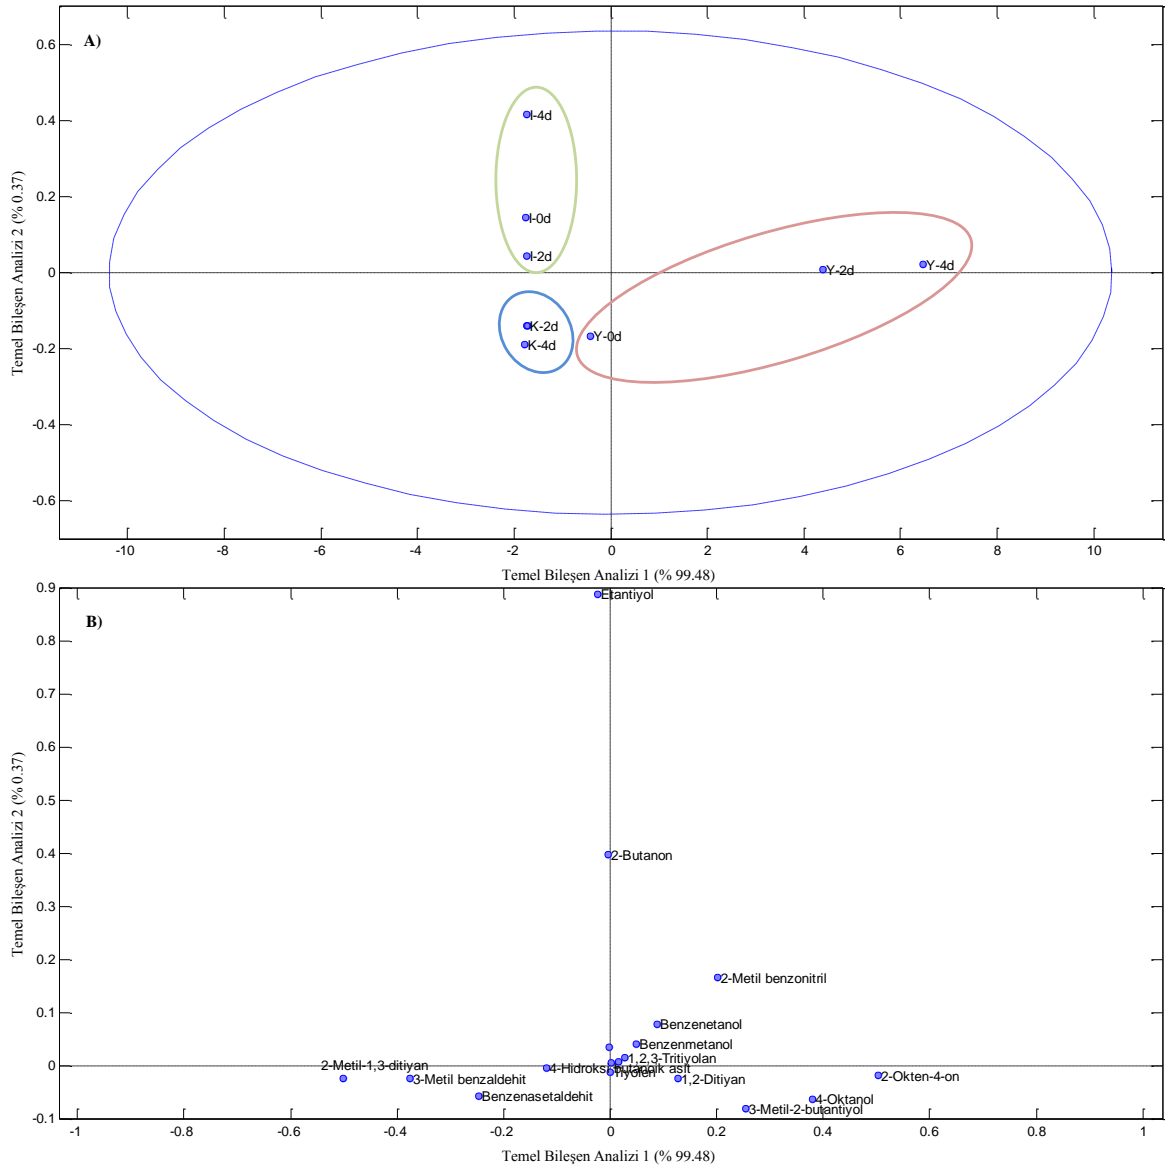 A)
0.6
0.4
0.2
0
-0.2
-0.4
-0.6
Temel Bileşen Analizi 2 (% 0.37)
I-4d
I-0d
I-2d
Y-2d
Y-4d
K-2d
Y-0d
K-4d
-10
-8
-6
-4
-2
0
2
4
6
8
10
Temel Bileşen Analizi 1 (% 99.48)
B)
0.9
0.8
0.7
0.6
0.5
0.4
0.3
0.2
0.1
0
-0.1
Temel Bileşen Analizi 2 (% 0.37)
Etantiyol
2-Butanon
2-Metil benzonitril
Benzenetanol
Benzenmetanol
1,2,3-Tritiyolan
2-Metil-1,3-ditiyan
4-Hidroksi butanoik asit
3-Metil benzaldehit
1,2-Ditiyan
2-Okten-4-on
Benzenasetaldehit
4-Oktanol
3-Metil-2-butantiyol
-1
-0.8
-0.6
-0.4
-0.2
0
0.2
0.4
0.6
0.8
1
Temel Bileşen Analizi 1 (% 99.48)